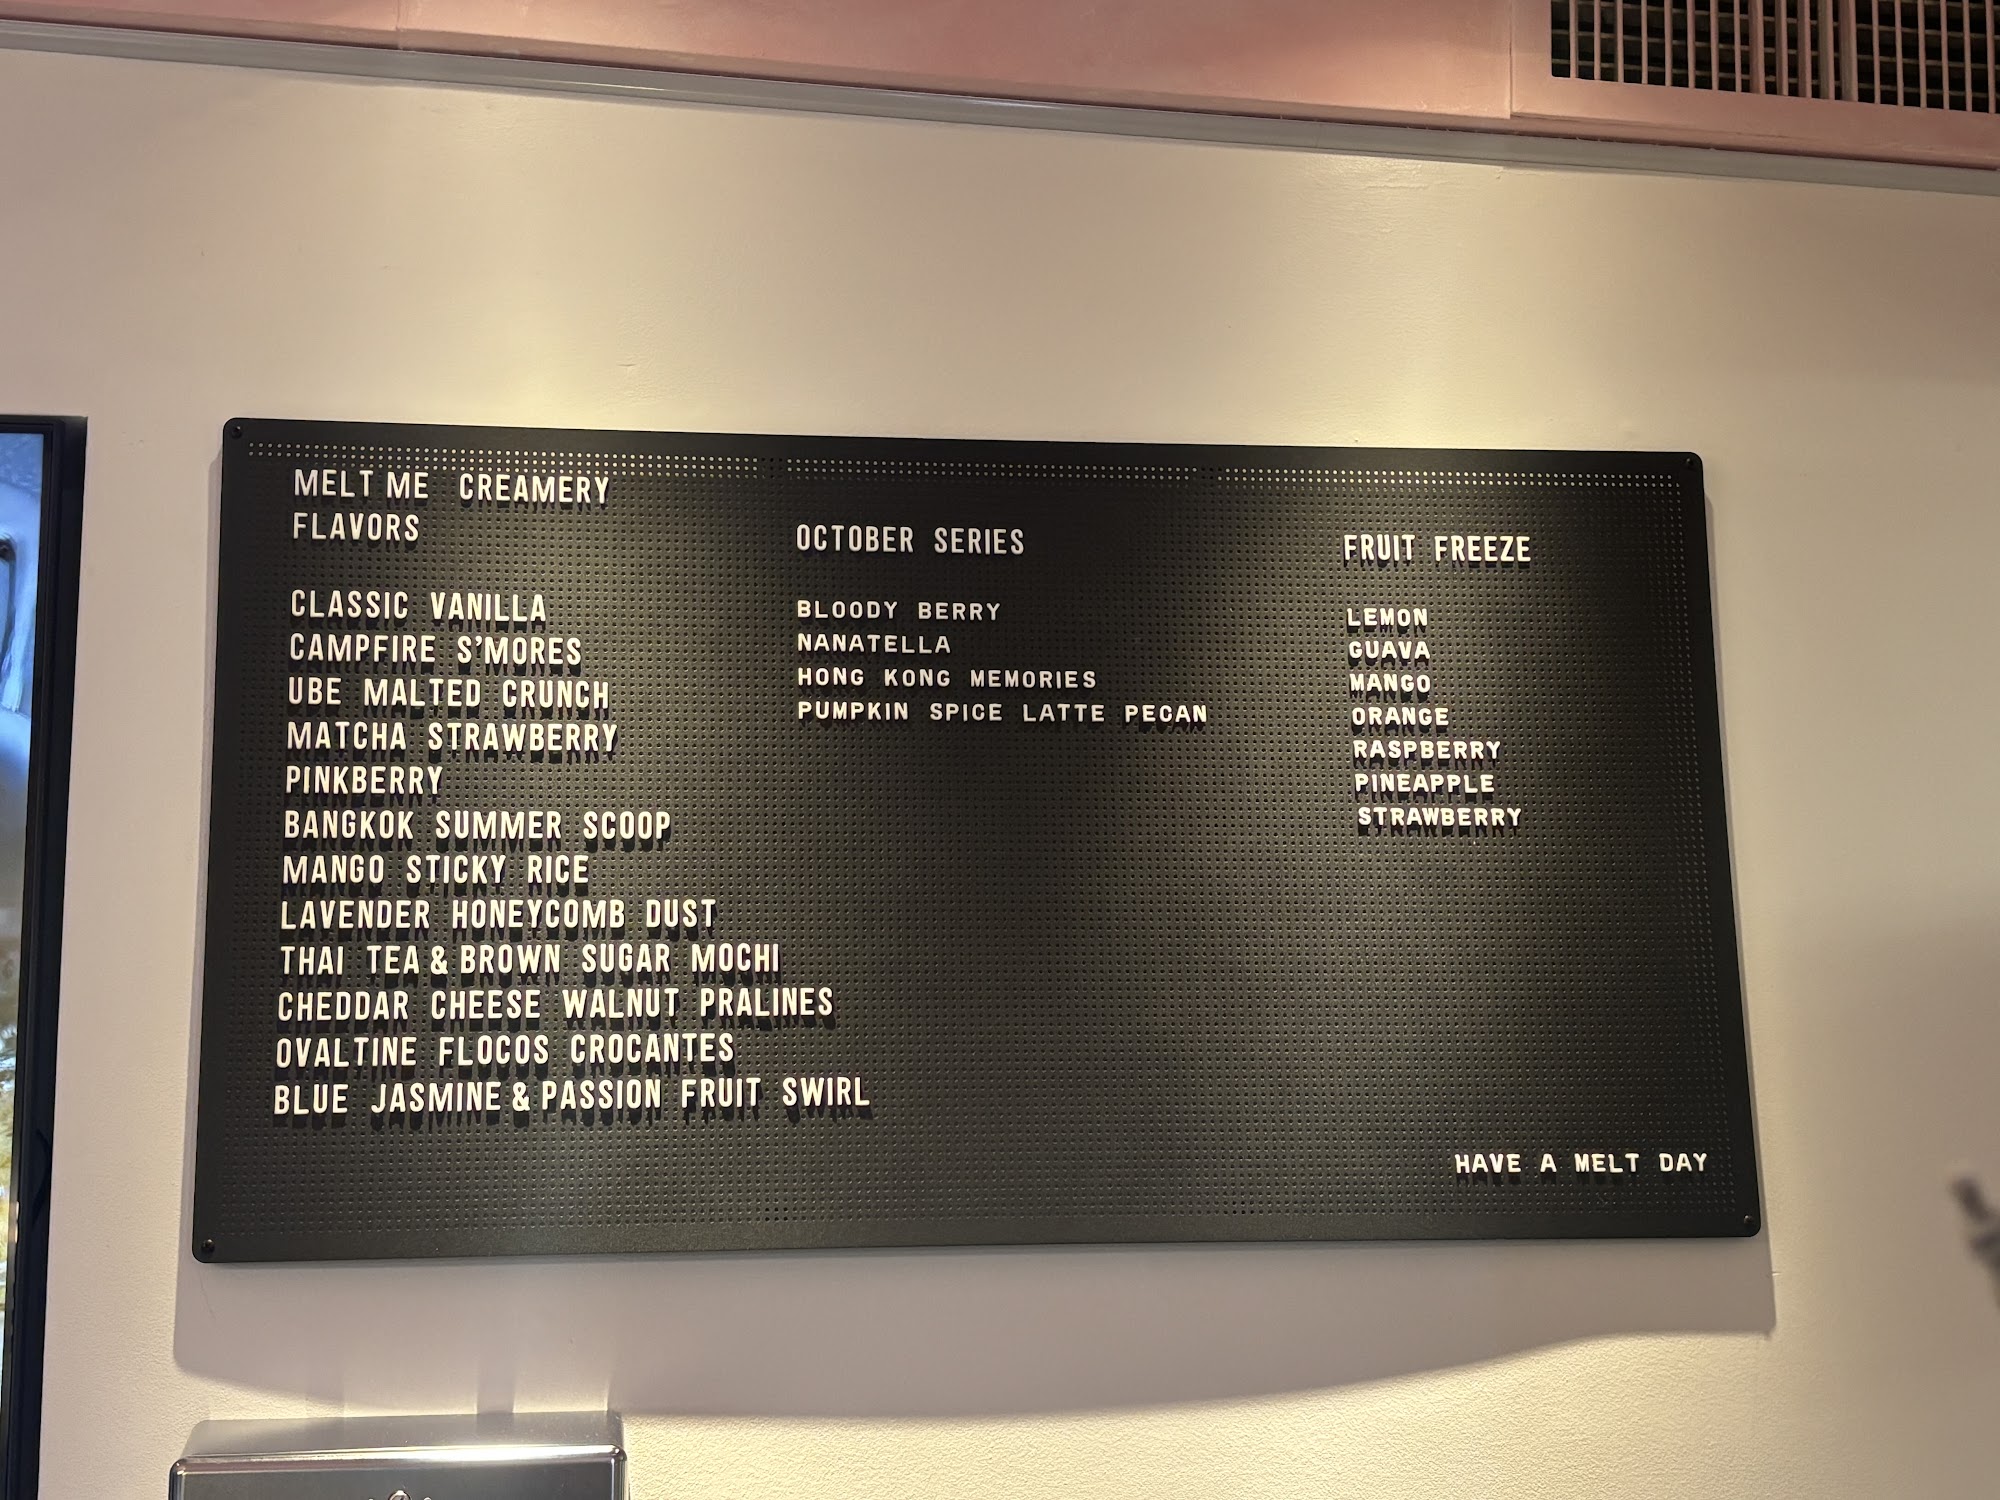 MELT ME CREAMERY
FLAVORS
CLASSIC VANILLA
CAMPFIRE S'MORES
UBE MALTED CRUNCH
MATCHA STRAWBERRY
PINKBERRY
BANGKOK SUMMER SCOOP
MANGO STICKY RICE
LAVENDER HONEYCOMB DUST
THAI TEA & BROWN SUGAR MOCHI
CHEDDAR CHEESE WALNUT PRALINES
OVALTINE FLOCOS CROCANTES
BLUE JASMINE & PASSION FRUIT SWIRL
OCTOBER SERIES
BLOODY BERRY
NANATELLA
HONG KONG MEMORIES
PUMPKIN SPICE LATTE PECAN
FRUIT FREEZE
LEMON
GUAVA
MANGO
ORANGE
RASPBERRY
PINEAPPLE
STRAWBERRY
HAVE A MELT DAY